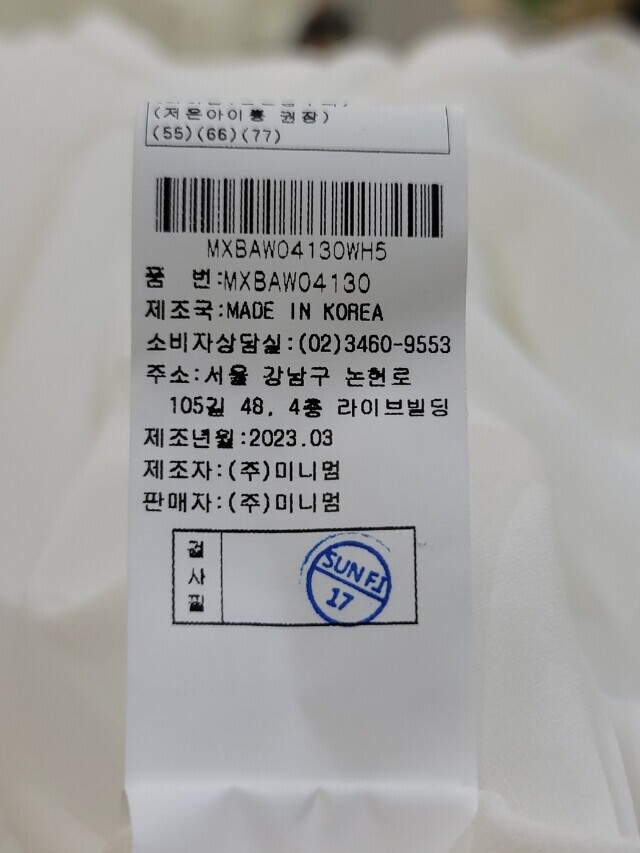 (저온아이롱 권장)
(55)(66)(77)
MXBAW04130WH5
품 번:MXBAW04130
제조국:MADE IN KOREA
소비자상담실:(02)3460-9553
주소:서울 강남구 논현로
105길 48, 4층 라이브빌딩
제조년월:2023.03
제조자:(주)미니멈
판매자:(주)미니멈
검사필
SUNFI
17